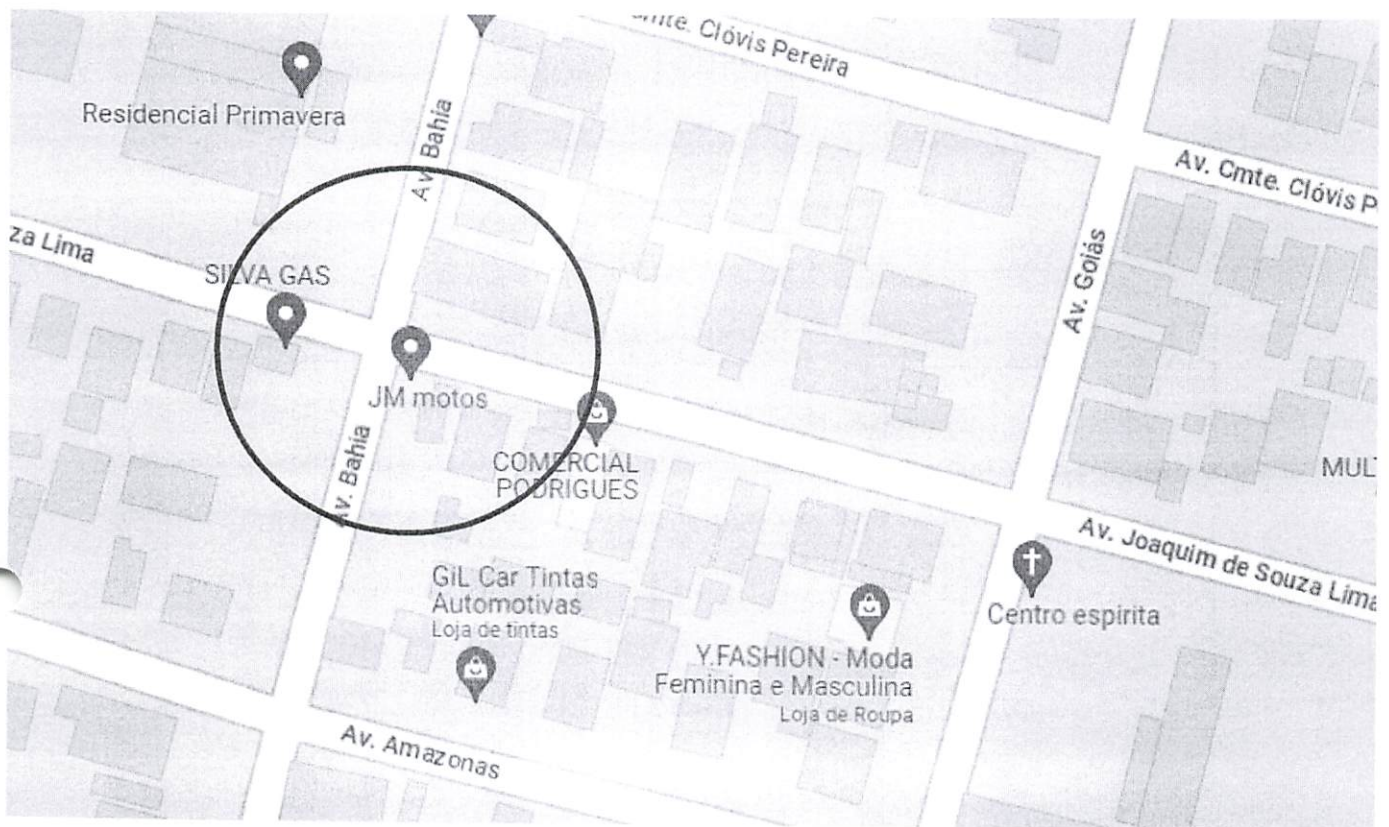 mte. Clóvis Pereira
Residencial Primavera
Av. Bahia
Av. Cmte. Clóvis P
za Lima
SILVA GAS
Av. Goiás
JM motos
Av. Bahia
COMERCIAL
RODRIGUES
MUL
Av. Joaquim de Souza Lima
GiL Car Tintas
Automotivas
Loja de tintas
Centro espirita
Y.FASHION - Moda
Feminina e Masculina
Loja de Roupa
Av. Amazonas